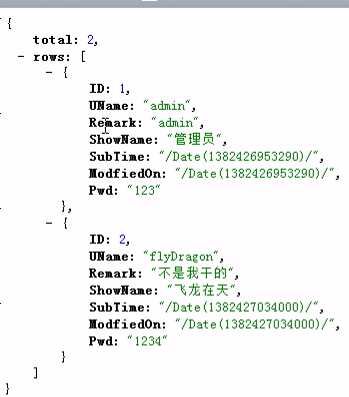 {
total: 2,
- rows: [
- {
ID: 1,
UName: "admin",
Remark: "admin",
ShowName: "管理员",
SubTime: "/Date(1382426953290)/",
ModfiedOn: "/Date(1382426953290)/",
Pwd: "123"
},
- {
ID: 2,
UName: "flyDragon",
Remark: "不是我干的",
ShowName: "飞龙在天",
SubTime: "/Date(1382427034000)/",
ModfiedOn: "/Date(1382427034000)/",
Pwd: "1234"
}
]
}